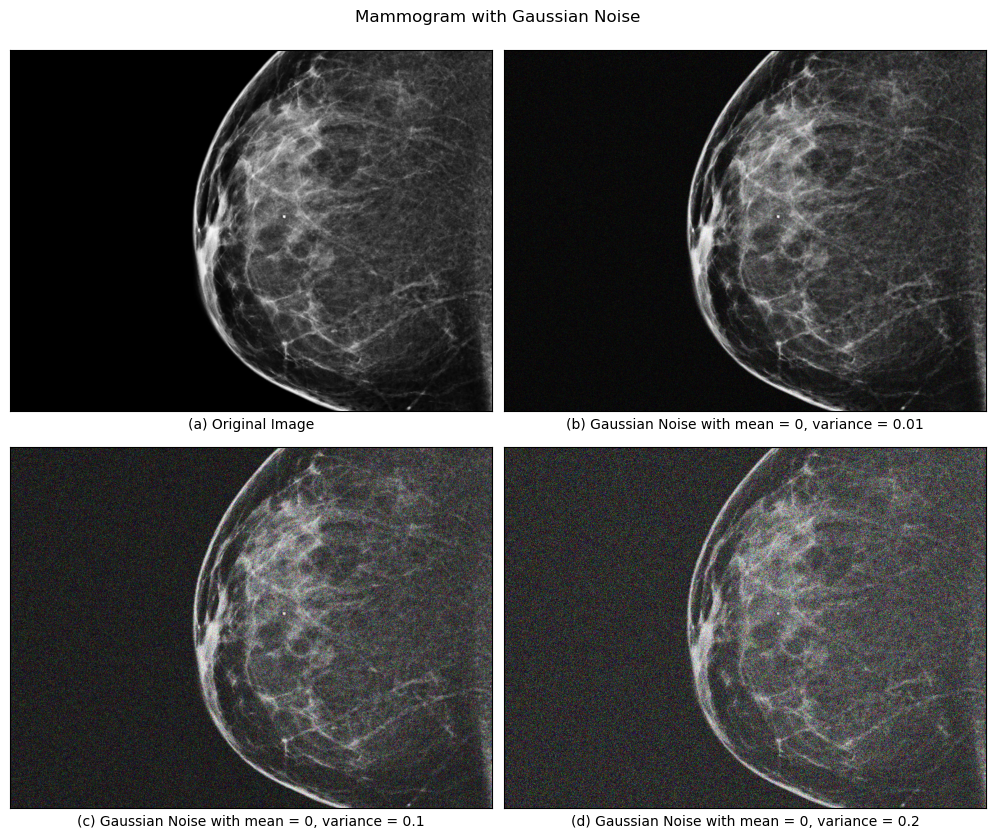 Mammogram with Gaussian Noise
(a) Original Image
(b) Gaussian Noise with mean = 0, variance = 0.01
(c) Gaussian Noise with mean = 0, variance = 0.1
(d) Gaussian Noise with mean = 0, variance = 0.2